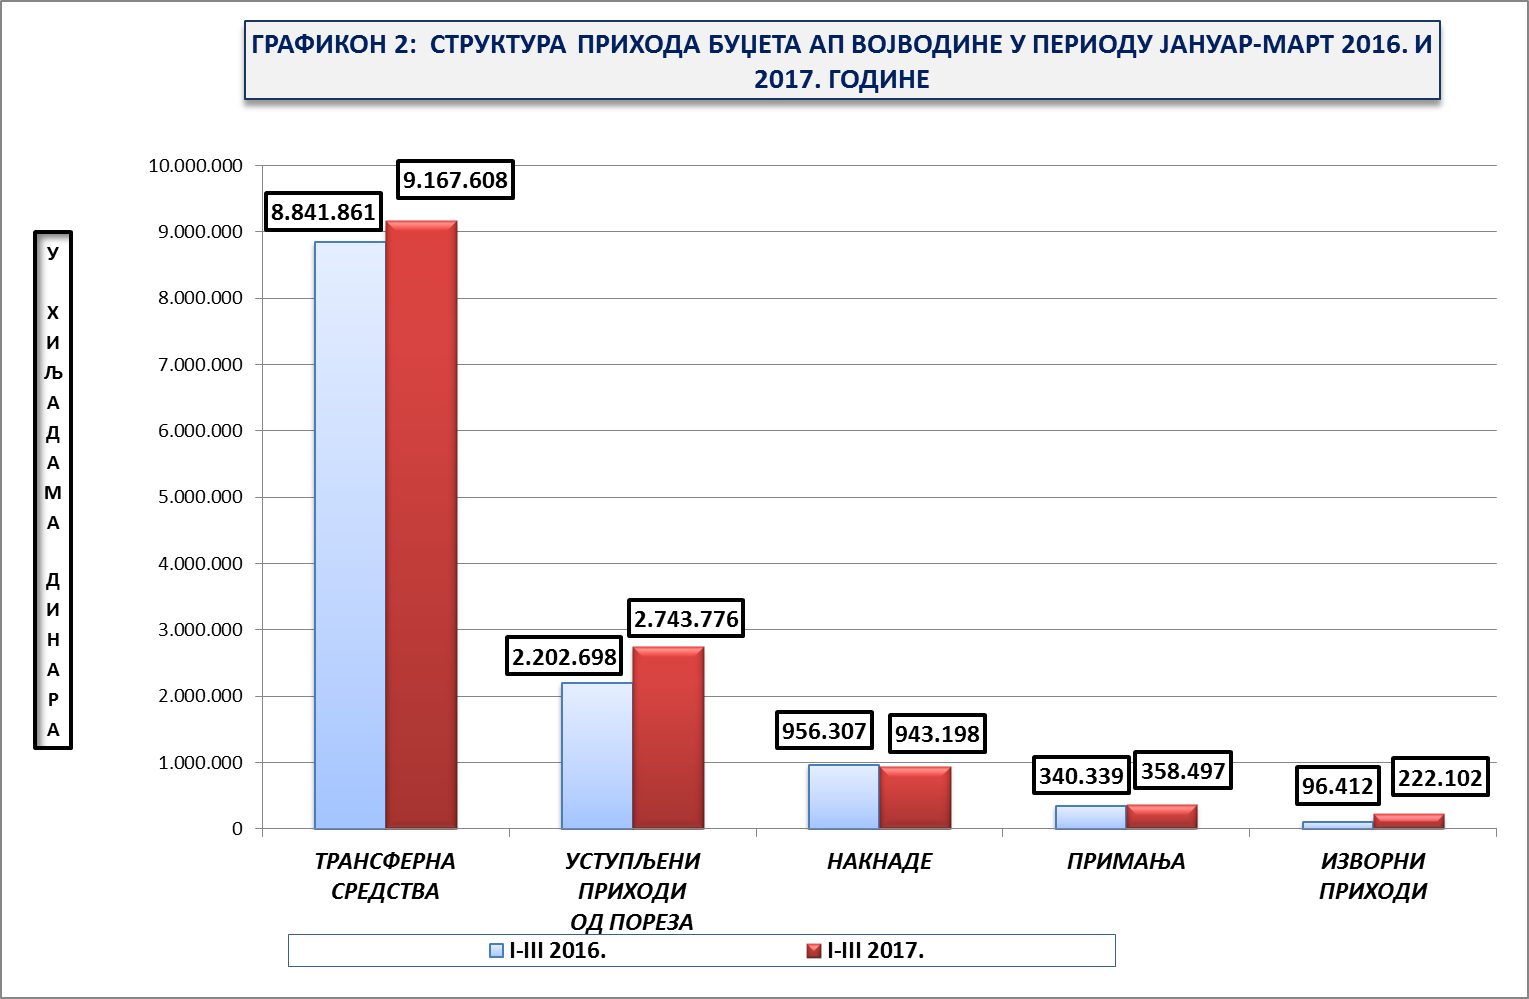 ГРАФИКОН 2:  СТРУКТУРА ПРИХОДА БУЏЕТА АП ВОЈВОДИНЕ У ПЕРИОДУ ЈАНУАР-МАРТ 2016. И
2017. ГОДИНЕ
У ХИЉАДАМА ДИНАРА
10.000.000
9.000.000
8.000.000
7.000.000
6.000.000
5.000.000
4.000.000
3.000.000
2.000.000
1.000.000
0
8.841.861
9.167.608
2.202.698
2.743.776
956.307
943.198
340.339
358.497
96.412
222.102
ТРАНСФЕРНА
СРЕДСТВА
УСТУПЉЕНИ
ПРИХОДИ
ОД ПОРЕЗА
НАКНАДЕ
ПРИМАЊА
ИЗВОРНИ
ПРИХОДИ
I-III 2016.
I-III 2017.